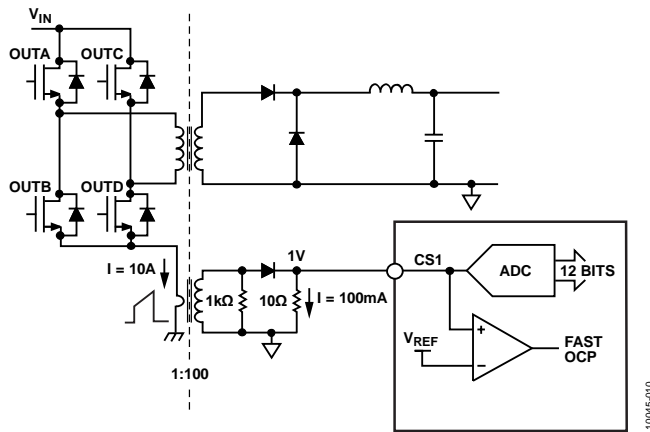 VIN
OUTA OUTC
OUTB OUTD
I = 10A
1kΩ
10Ω
1V
I = 100mA
1:100
CS1
ADC
12 BITS
VREF
+
−
FAST
OCP
10045-010